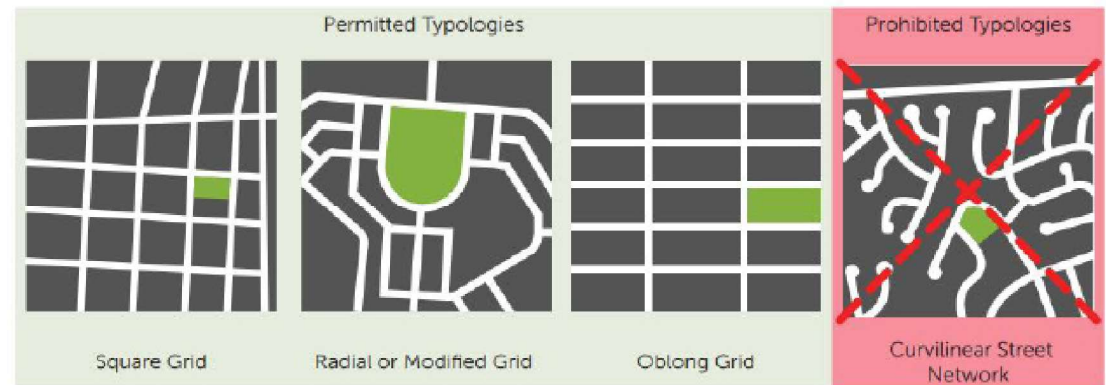 Permitted Typologies
Prohibited Typologies
Square Grid
Radial or Modified Grid
Oblong Grid
Curvilinear Street
Network